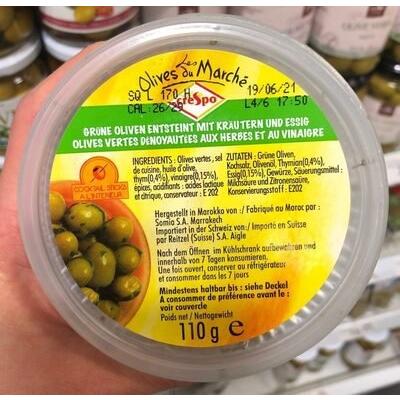 Les
Olives du Marché
SQ L 170 H
19/06/21
CAL:26/29
L4/6 17:50
CresPo
GRÜNE OLIVEN ENTSTEINT MIT KRÄUTERN UND ESSIG
OLIVES VERTES DÉNOYAUTÉES AUX HERBES ET AU VINAIGRE
COCKTAIL STICKS
A L'INTERIEUR
INGREDIENTS : Olives vertes , sel
de cuisine, huile d'olive,
thym(0,4%), vinaigre(0,15%),
épices, acidifiants : acides lactique
et citrique, conservateur : E 202
ZUTATEN : Grüne Oliven,
Kochsalz, Olivenöl, Thymian(0,4%),
Essig(0,15%), Gewürze, Säuerungsmittel :
Milchsäure und Zitronensäure,
Konservierungsstoff : E202
Hergestellt in Marokko von :/ Fabriqué au Maroc par :
Somia S.A. Marrakech
Importiert in der Schweiz von :/ Importé en Suisse
par Reitzel (Suisse) S.A. Aigle
Nach dem Öffnen im Kühlschrank aufbewahren und
innerhalb von 7 Tagen konsumieren.
Une fois ouvert, conserver au réfrigérateur
et consommer dans les 7 jours
Mindestens haltbar bis : siehe Deckel
A consommer de préférence avant le :
voir couvercle
Poids net / Nettogewicht
110 g e